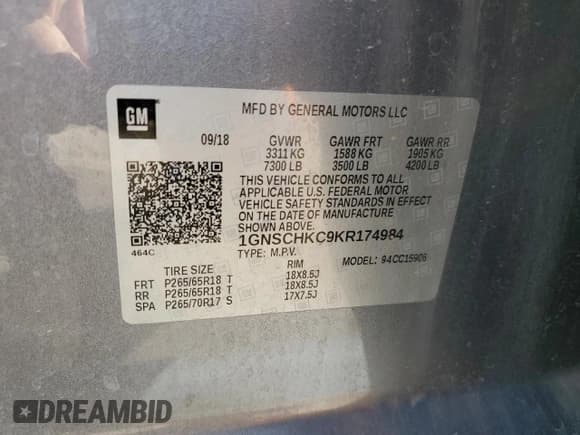 GM
MFD BY GENERAL MOTORS LLC
09/18 GVWR GAWR FRT GAWR RR
3311 KG 1588 KG 1905 KG
7300 LB 3500 LB 4200 LB
THIS VEHICLE CONFORMS TO ALL
APPLICABLE U.S. FEDERAL MOTOR
VEHICLE SAFETY STANDARDS IN EFFECT
ON THE DATE OF MANUFACTURE
SHOWN ABOVE.
1GNSCHKC9KR174984
464C TYPE: M.P.V. MODEL: 94CC15906
TIRE SIZE RIM
FRT P265/65R18 T 18X8.5J
RR P265/65R18 T 18X8.5J
SPA P265/70R17 S 17X7.5J
DREAMBID